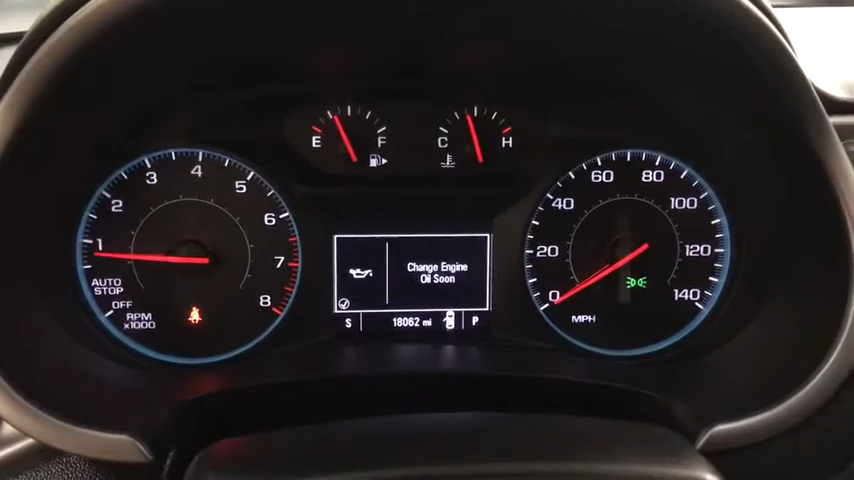 E F
C H
1 2 3 4 5 6 7 8
AUTO
STOP
OFF
RPM
x1000
Change Engine
Oil Soon
S 18062 mi P
0 20 40 60 80 100 120 140
MPH